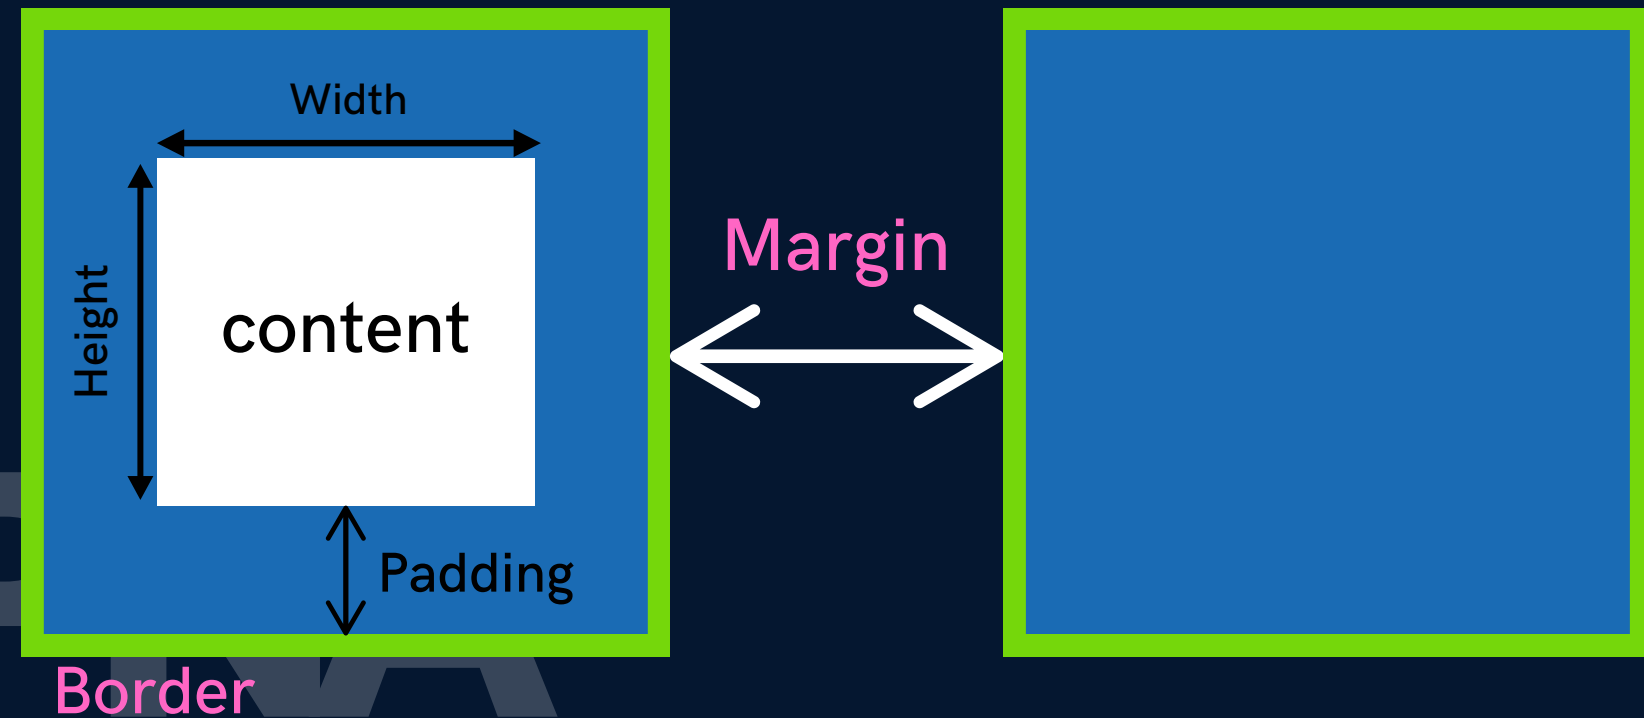 Width
Height
content
Margin
Padding
Border